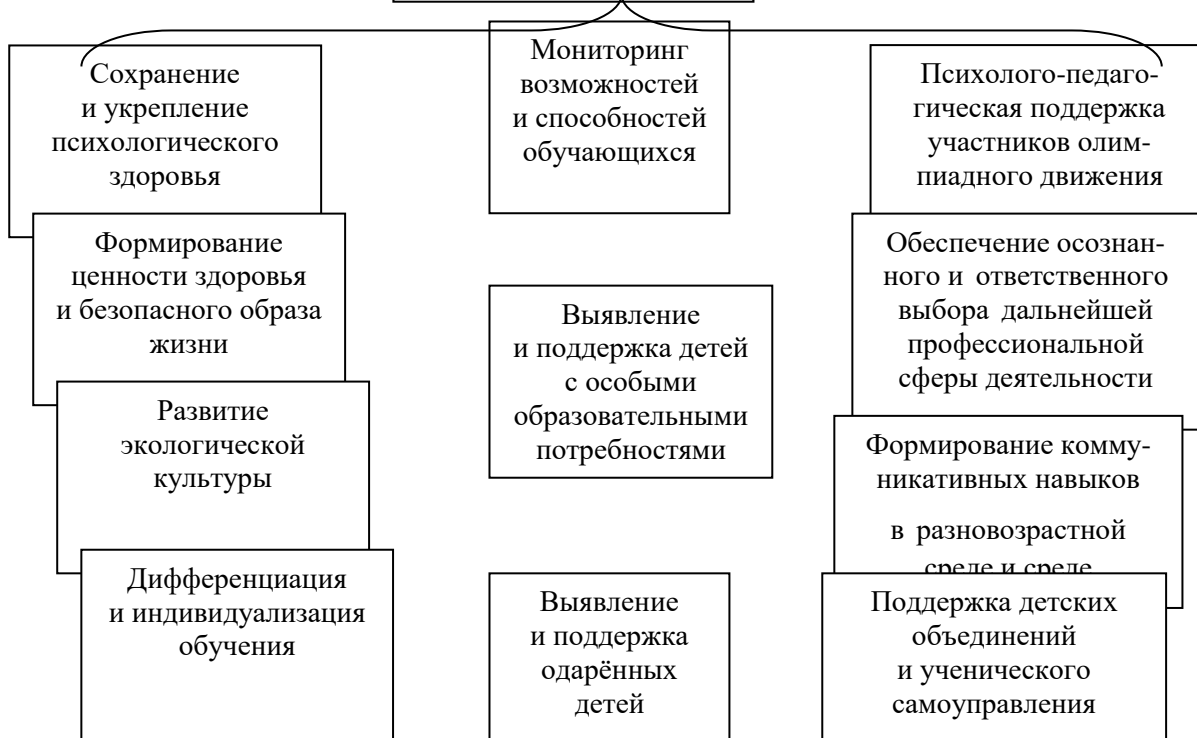 Сохранение
и укрепление
психологического
здоровья
Формирование
ценности здоровья
и безопасного образа
жизни
Развитие
экологической
культуры
Дифференциация
и индивидуализация
обучения
Мониторинг
возможностей
и способностей
обучающихся
Выявление
и поддержка детей
с особыми
образовательными
потребностями
Выявление
и поддержка
одарённых
детей
Психолого-педаго-
гическая поддержка
участников олим-
пиадного движения
Обеспечение осознан-
ного и ответственного
выбора дальнейшей
профессиональной
сферы деятельности
Формирование комму-
никативных навыков
в разновозрастной
среде и среде
Поддержка детских
объединений
и ученического
самоуправления